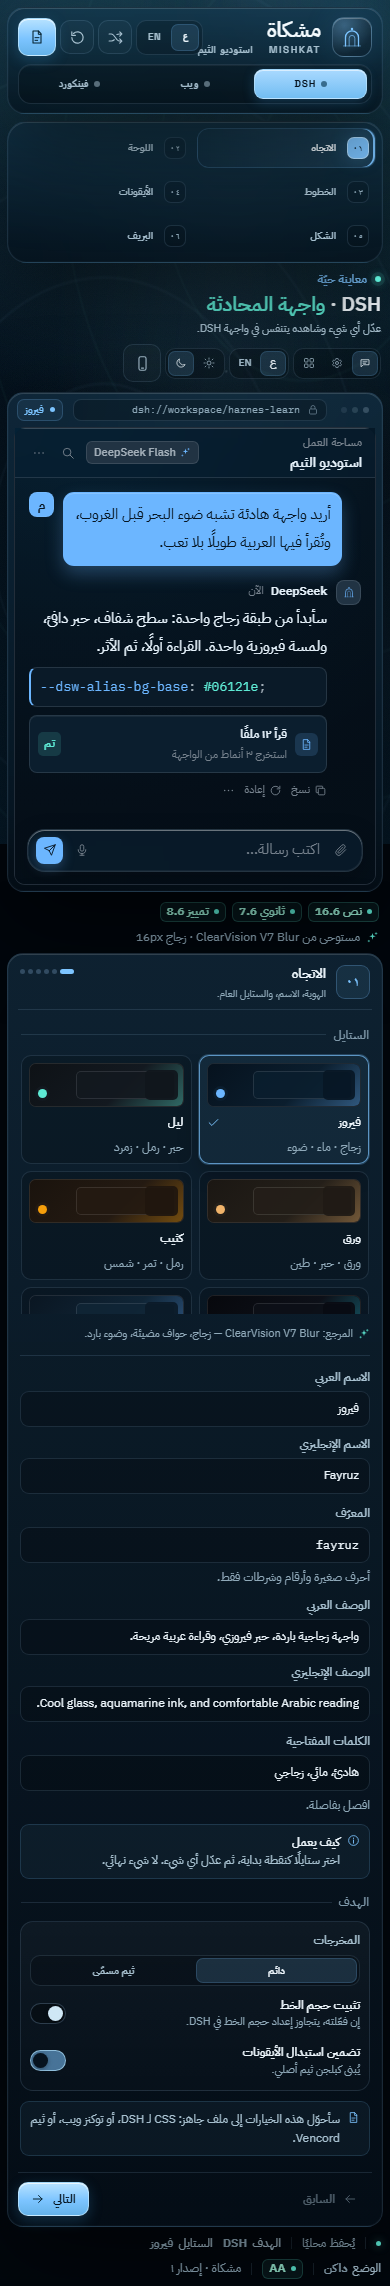 مشكاة
MISHKAT
استوديو الثيم
ع
EN
DSH
ويب
فينكورد
٠١
الاتجاه
٠٢
اللوحة
٠٣
الخطوط
٠٤
الأيقونات
٠٥
الشكل
٠٦
البريف
معاينة حيّة
DSH · واجهة المحادثة
عدّل أي شيء وشاهده يتنفس في واجهة DSH.
ع
EN
dsh://workspace/harnes-learn
فيروز
مساحة العمل
استوديو الثيم
DeepSeek Flash
أريد واجهة هادئة تشبه ضوء البحر قبل الغروب،
وتُقرأ فيها العربية طويلًا بلا تعب.
م
DeepSeek الآن
سأبدأ من طبقة زجاج واحدة: سطح شفاف، حبر دافئ،
ولمسة فيروزية واحدة. القراءة أولًا، ثم الأثر.
--dsw-alias-bg-base: #06121e;
قرأ ١٢ ملفًا
استخرج ٣ أنماط من الواجهة
تم
نسخ
إعادة
اكتب رسالة...
نص 16.6
ثانوي 7.6
تمييز 8.6
مستوحى من ClearVision V7 Blur · زجاج 16px
٠١
الاتجاه
الهوية، الاسم، والستايل العام.
الستايل
فيروز
زجاج · ماء · ضوء
ليل
حبر · رمل · زمرد
ورق
ورق · حبر · طين
كثيب
رمل · تمر · شمس
المرجع: ClearVision V7 Blur — زجاج، حواف مضيئة، وضوء بارد.
الاسم العربي
فيروز
الاسم الإنجليزي
Fayruz
المعرّف
fayruz
أحرف صغيرة وأرقام وشرطات فقط.
الوصف العربي
واجهة زجاجية باردة، حبر فيروزي، وقراءة عربية مريحة.
الوصف الإنجليزي
Cool glass, aquamarine ink, and comfortable Arabic reading.
الكلمات المفتاحية
هادئ، مائي، زجاجي
افصل بفاصلة.
كيف يعمل
اختر ستايلًا كنقطة بداية، ثم عدّل أي شيء. لا شيء نهائي.
الهدف
المخرجات
دائم
ثيم مسمّى
تثبيت حجم الخط
إن فعّلته، يتجاوز إعداد حجم الخط في DSH.
تضمين استبدال الأيقونات
يُبنى كبلجن ثيم أصلي.
سأحوّل هذه الخيارات إلى ملف جاهز: CSS لـ DSH، أو توكنز ويب، أو ثيم
Vencord.
السابق
التالي
يُحفظ محليًا
الهدف DSH
الستايل فيروز
الوضع داكن
AA
مشكاة · إصدار ١